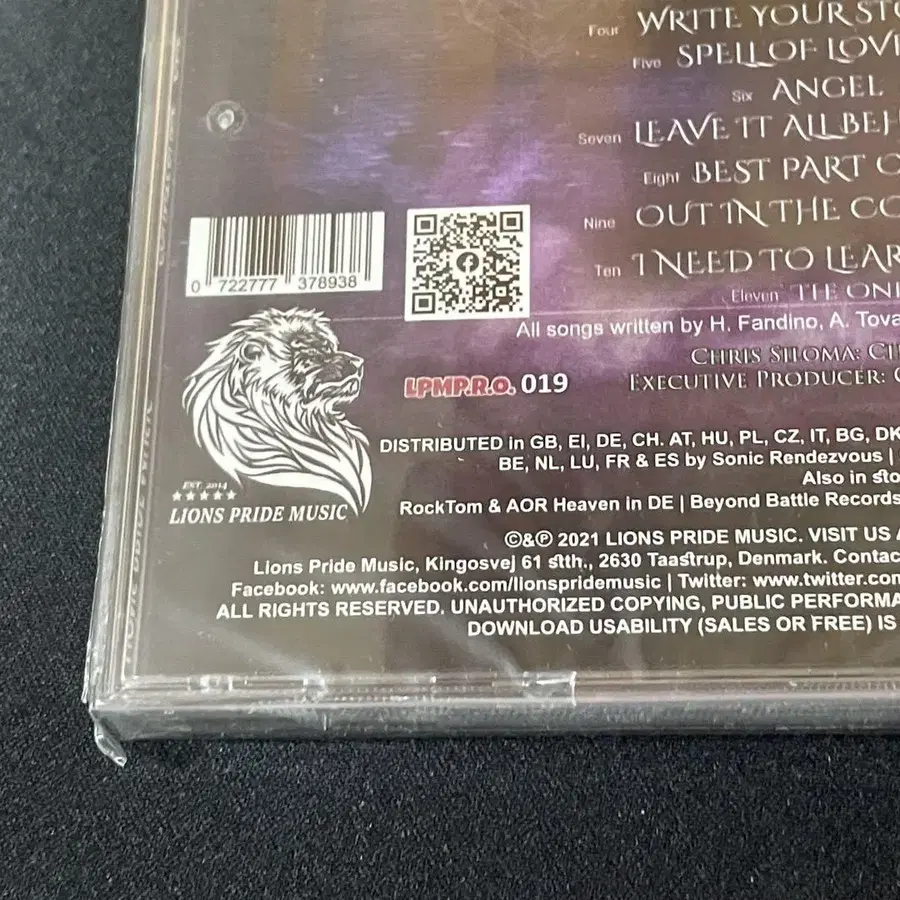 Four WRITE YOUR STO
Five SPELL OF LOVE
Six ANGEL
Seven LEAVE IT ALL BEH
Eight BEST PART O
Nine OUT IN THE CO
Ten I NEED TO LEAR
Eleven THE ONE
0 722777 378938
All songs written by H. Fandino, A. Tova
EXECUTIVE PRODUCER:
LPMP.R.O. 019
DISTRIBUTED in GB, EI, DE, CH. AT, HU, PL, CZ, IT, BG, DK
BE, NL, LU, FR & ES by Sonic Rendezvous |
Also in sto
RockTom & AOR Heaven in DE | Beyond Battle Records
EST. 2014
LIONS PRIDE MUSIC
©&℗ 2021 LIONS PRIDE MUSIC. VISIT US A
Lions Pride Music, Kingosvej 61 stth., 2630 Taastrup, Denmark. Contac
Facebook: www.facebook.com/lionspridemusic | Twitter: www.twitter.com
ALL RIGHTS RESERVED. UNAUTHORIZED COPYING, PUBLIC PERFORMA
DOWNLOAD USABILITY (SALES OR FREE) IS